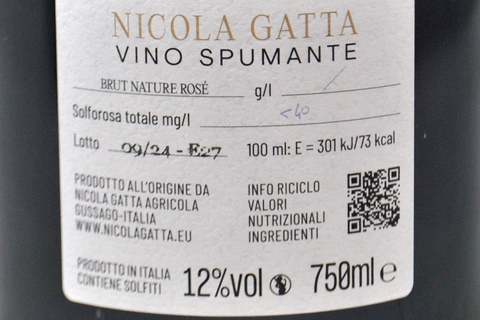 NICOLA GATTA
VINO SPUMANTE
BRUT NATURE ROSÉ g/l /
Solforosa totale mg/l <40
Lotto 09/24 - E27 100 ml: E = 301 kJ/73 kcal
PRODOTTO ALL'ORIGINE DA
NICOLA GATTA AGRICOLA
GUSSAGO-ITALIA
WWW.NICOLAGATTA.EU
INFO RICICLO
VALORI
NUTRIZIONALI
INGREDIENTI
PRODOTTO IN ITALIA
CONTIENE SOLFITI
12%vol 750ml e